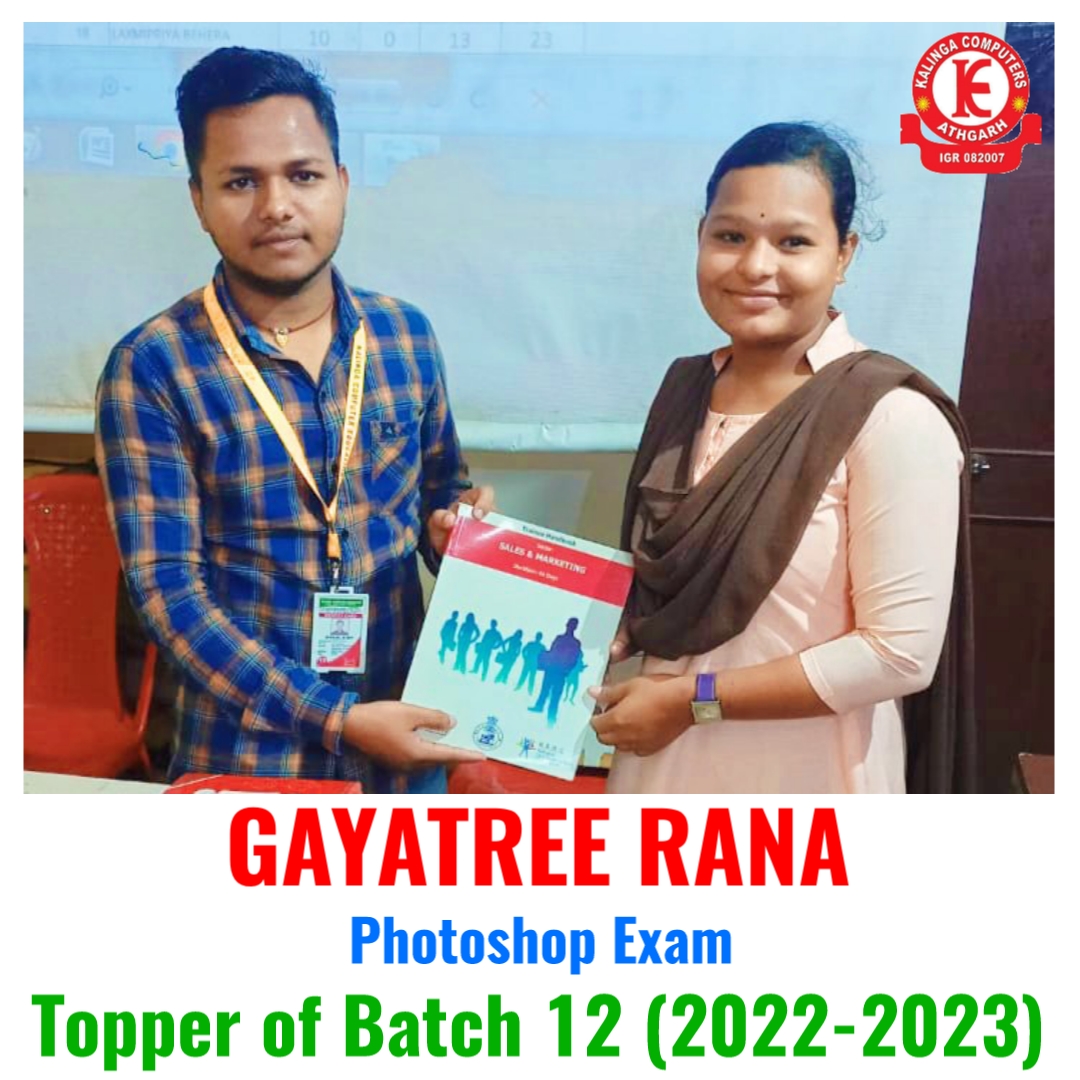 18 LAXMIPRIYA BEHERA 10 0 13 23
KALINGA COMPUTERS
KE
ATHGARH
IGR 082007
Trainee Handbook
SALES & MARKETING
GAYATREE RANA
Photoshop Exam
Topper of Batch 12 (2022-2023)